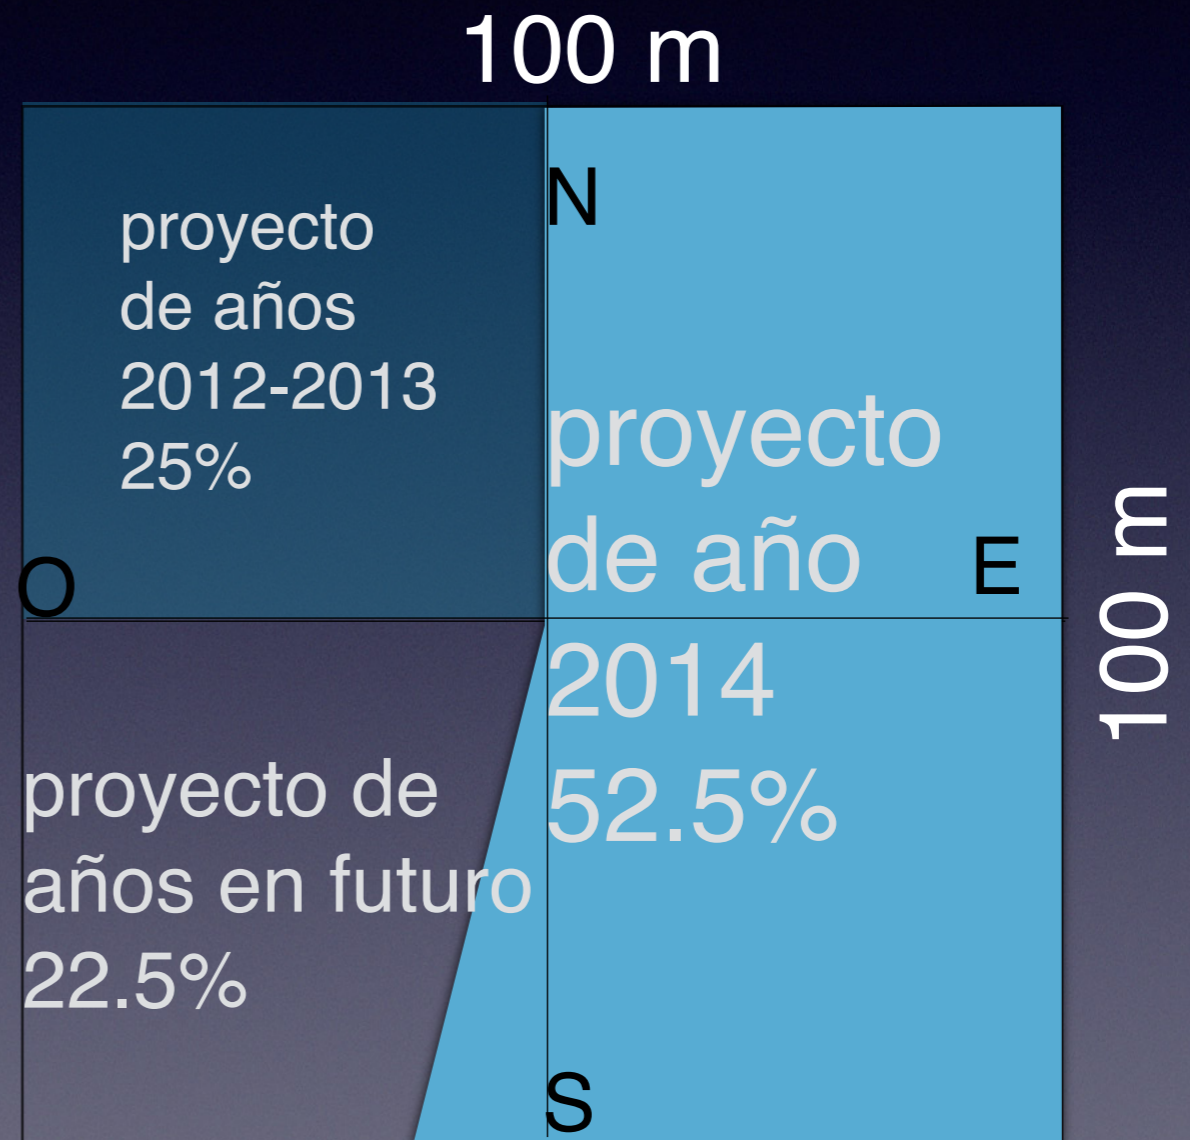 100 m
N
proyecto
de años
2012-2013
25%
proyecto
de año
2014
52.5%
E
O
100 m
proyecto de
años en futuro
22.5%
S